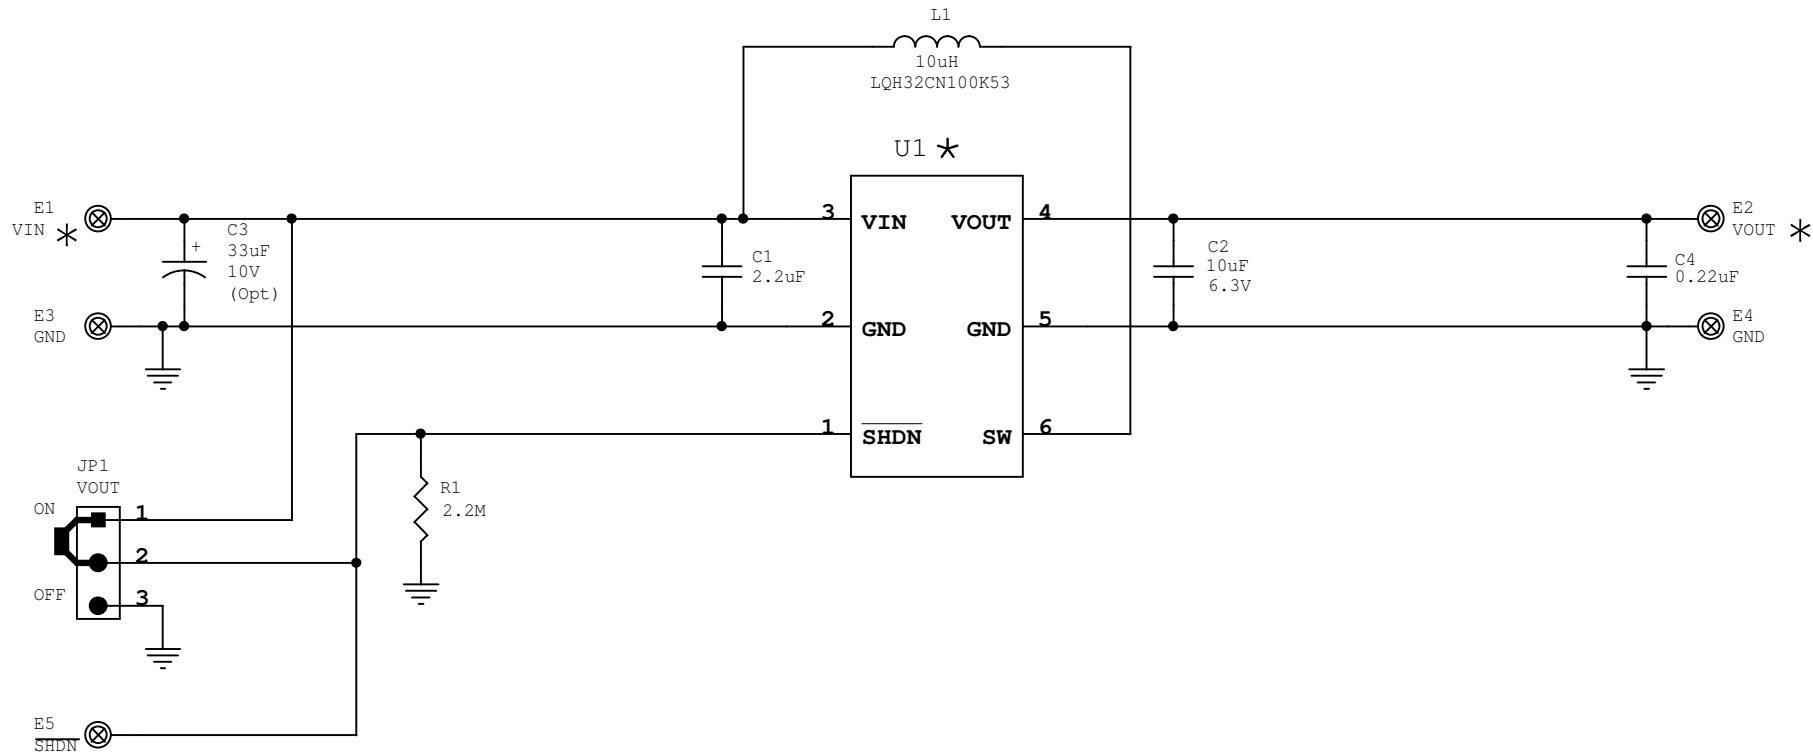 L1
10uH
LQH32CN100K53
U1 *
E1
VIN *
C3
+
33uF
10V
(Opt)
C1
2.2uF
3 VIN VOUT 4
C2
10uF
6.3V
C4
0.22uF
E2
VOUT *
E3
GND
2 GND GND 5
E4
GND
1 SHDN SW 6
R1
2.2M
JP1
VOUT
ON
1
2
OFF
3
E5
SHDN